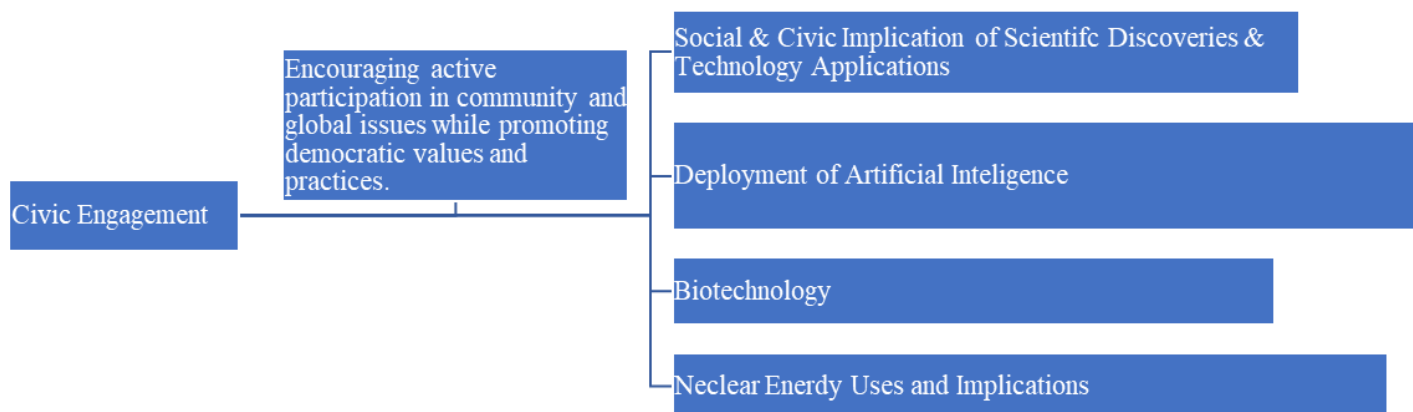 Civic Engagement
Encouraging active
participation in community and
global issues while promoting
democratic values and
practices.
Social & Civic Implication of Scientifc Discoveries &
Technology Applications
Deployment of Artificial Inteligence
Biotechnology
Neclear Enerdy Uses and Implications